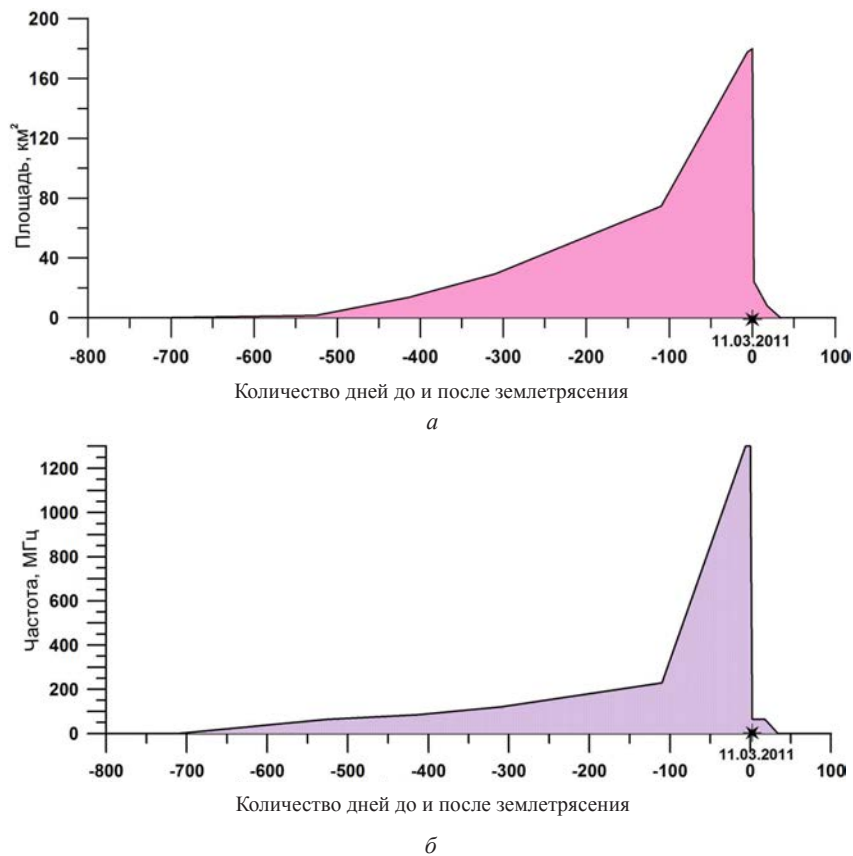 200
160
120
80
40
0
Площадь, км²
-800 -700 -600 -500 -400 -300 -200 -100 0 100
11.03.2011
Количество дней до и после землетрясения
а
1200
1000
800
600
400
200
0
Частота, МГц
-800 -700 -600 -500 -400 -300 -200 -100 0 100
11.03.2011
Количество дней до и после землетрясения
б